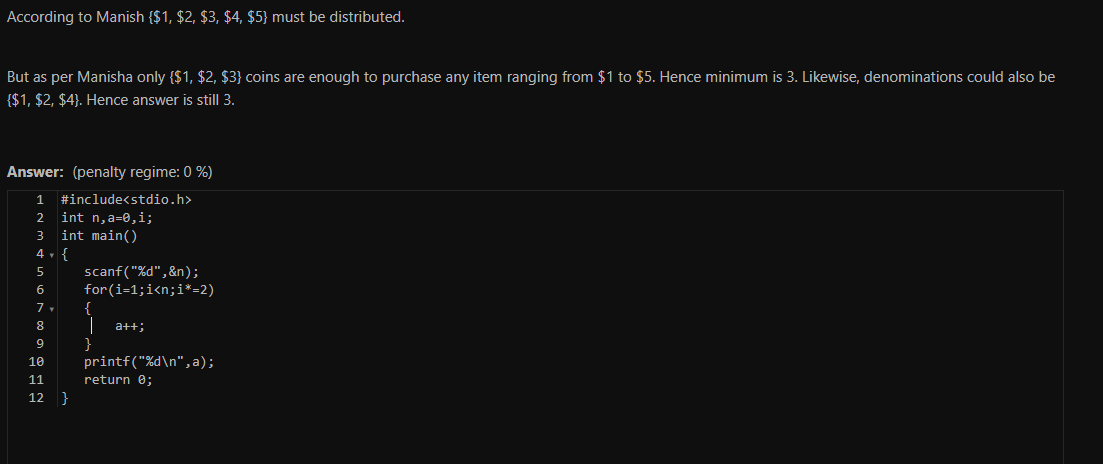 According to Manish {$1, $2, $3, $4, $5} must be distributed.
But as per Manisha only {$1, $2, $3} coins are enough to purchase any item ranging from $1 to $5. Hence minimum is 3. Likewise, denominations could also be
{$1, $2, $4}. Hence answer is still 3.
Answer: (penalty regime: 0 %)
1 #include<stdio.h>
2 int n,a=0,i;
3 int main()
4 {
5 scanf("%d",&n);
6 for(i=1;i<n;i*=2)
7 {
8 a++;
9 }
10 printf("%d\n",a);
11 return 0;
12 }